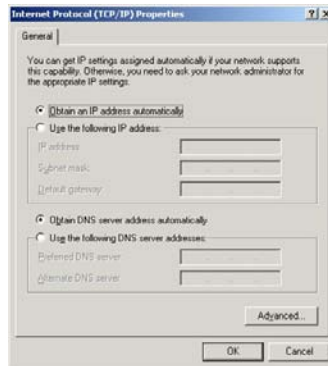 Internet Protocol (TCP/IP) Properties
General
You can get IP settings assigned automatically if your network supports
this capability. Otherwise, you need to ask your network administrator for
the appropriate IP settings.
Obtain an IP address automatically
Use the following IP address:
IP address:
Subnet mask:
Default gateway:
Obtain DNS server address automatically
Use the following DNS server addresses:
Preferred DNS server:
Alternate DNS server:
Advanced...
OK
Cancel